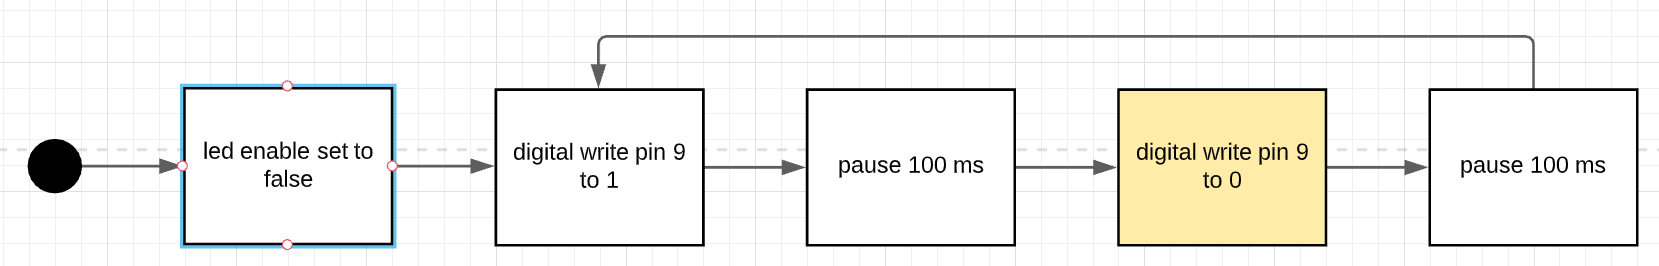 led enable set to
false
digital write pin 9
to 1
pause 100 ms
digital write pin 9
to 0
pause 100 ms